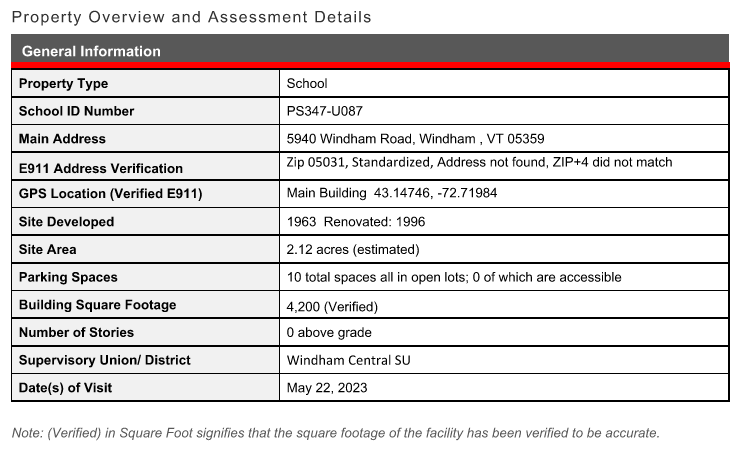 Property Overview and Assessment Details
General Information
Property Type School
School ID Number PS347-U087
Main Address 5940 Windham Road, Windham , VT 05359
E911 Address Verification Zip 05031, Standardized, Address not found, ZIP+4 did not match
GPS Location (Verified E911) Main Building 43.14746, -72.71984
Site Developed 1963 Renovated: 1996
Site Area 2.12 acres (estimated)
Parking Spaces 10 total spaces all in open lots; 0 of which are accessible
Building Square Footage 4,200 (Verified)
Number of Stories 0 above grade
Supervisory Union/ District Windham Central SU
Date(s) of Visit May 22, 2023
Note: (Verified) in Square Foot signifies that the square footage of the facility has been verified to be accurate.